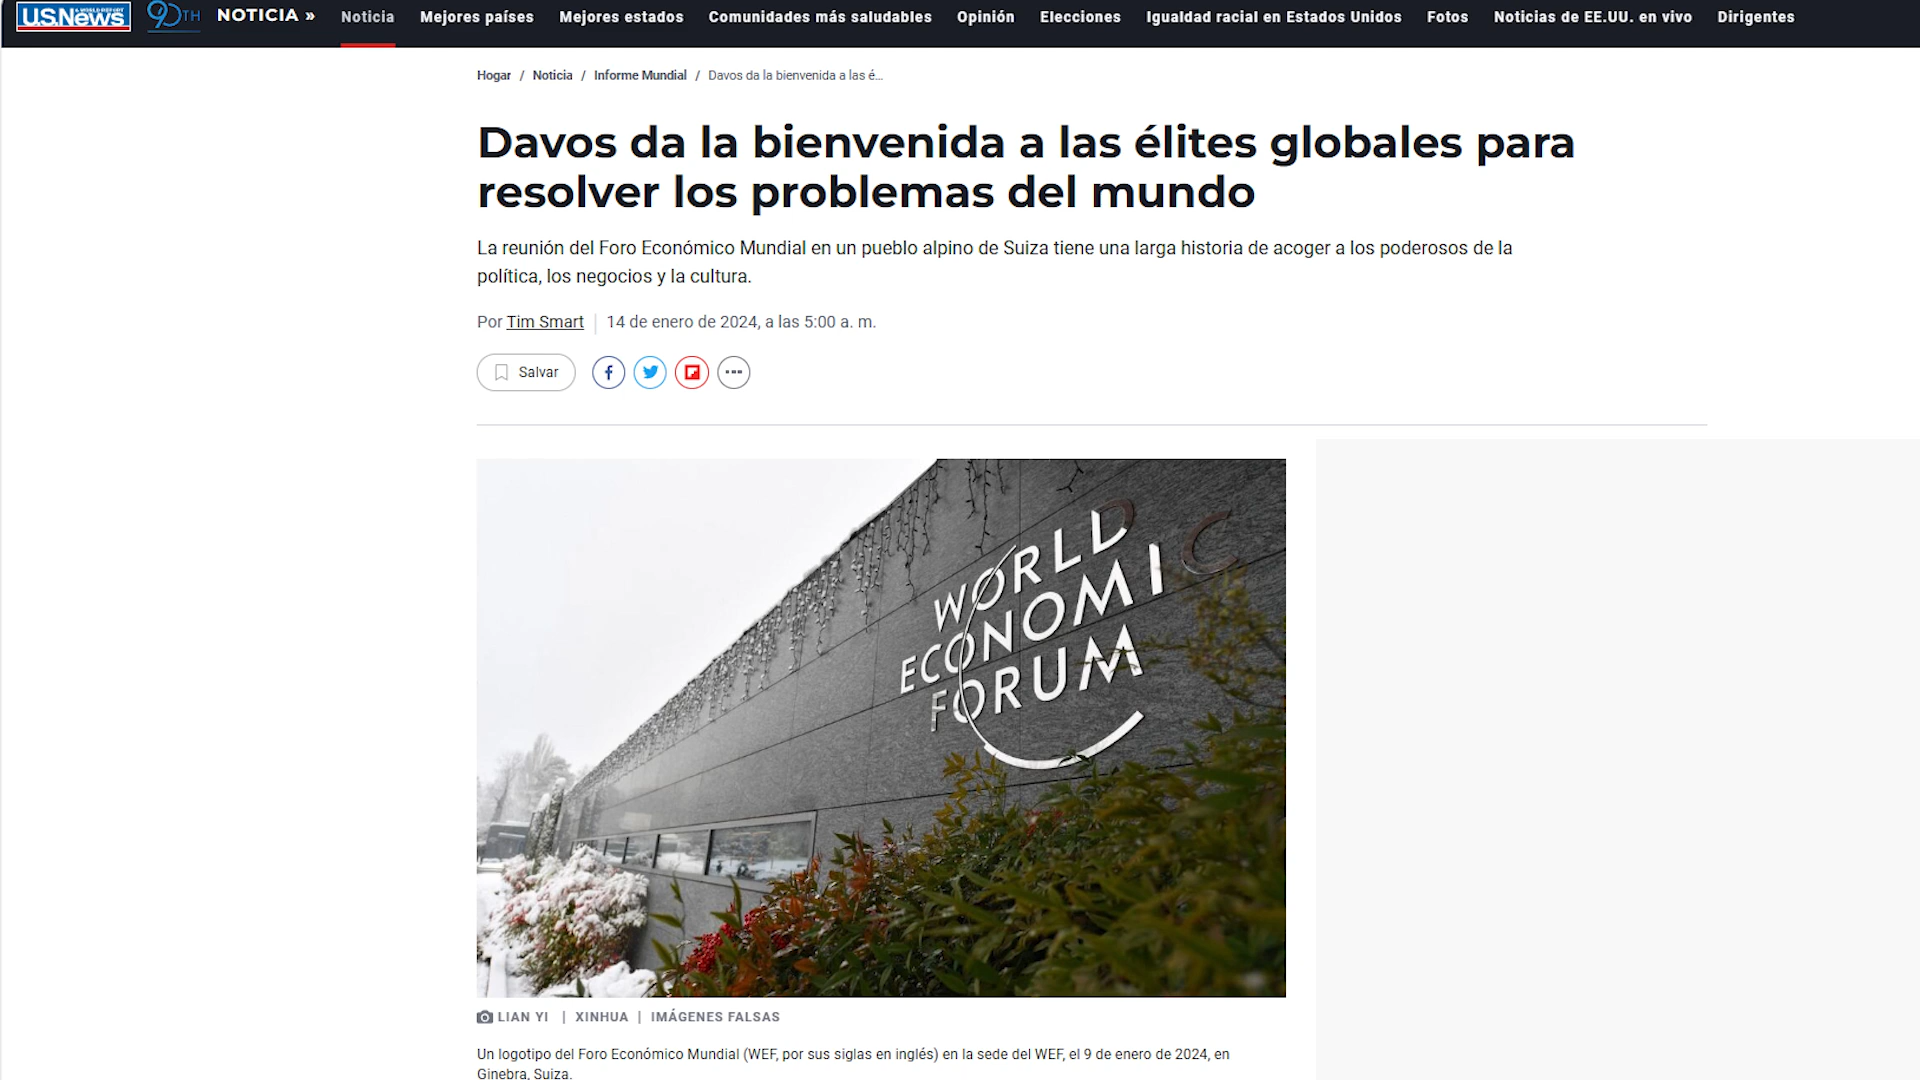 U.S.News
& WORLD REPORT
90TH
NOTICIA »
Noticia
Mejores países
Mejores estados
Comunidades más saludables
Opinión
Elecciones
Igualdad racial en Estados Unidos
Fotos
Noticias de EE.UU. en vivo
Dirigentes
Hogar / Noticia / Informe Mundial / Davos da la bienvenida a las é...
Davos da la bienvenida a las élites globales para
resolver los problemas del mundo
La reunión del Foro Económico Mundial en un pueblo alpino de Suiza tiene una larga historia de acoger a los poderosos de la
política, los negocios y la cultura.
Por Tim Smart | 14 de enero de 2024, a las 5:00 a. m.
Salvar
WORLD
ECONOMIC
FORUM
LIAN YI | XINHUA | IMÁGENES FALSAS
Un logotipo del Foro Económico Mundial (WEF, por sus siglas en inglés) en la sede del WEF, el 9 de enero de 2024, en
Ginebra, Suiza.